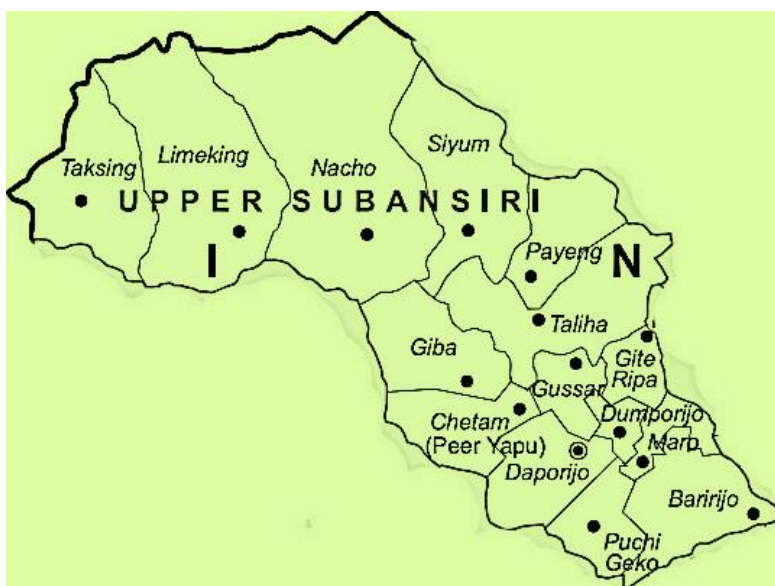 Siyum
Taksing
Limeking
Nacho
UPPER SUBANSIRI
I
N
Payeng
Taliha
Giba
Gite
Ripa
Gussar
Chetam
(Peer Yapu)
Dumporijo
Maro
Daporijo
Baririjo
Puchi
Geko